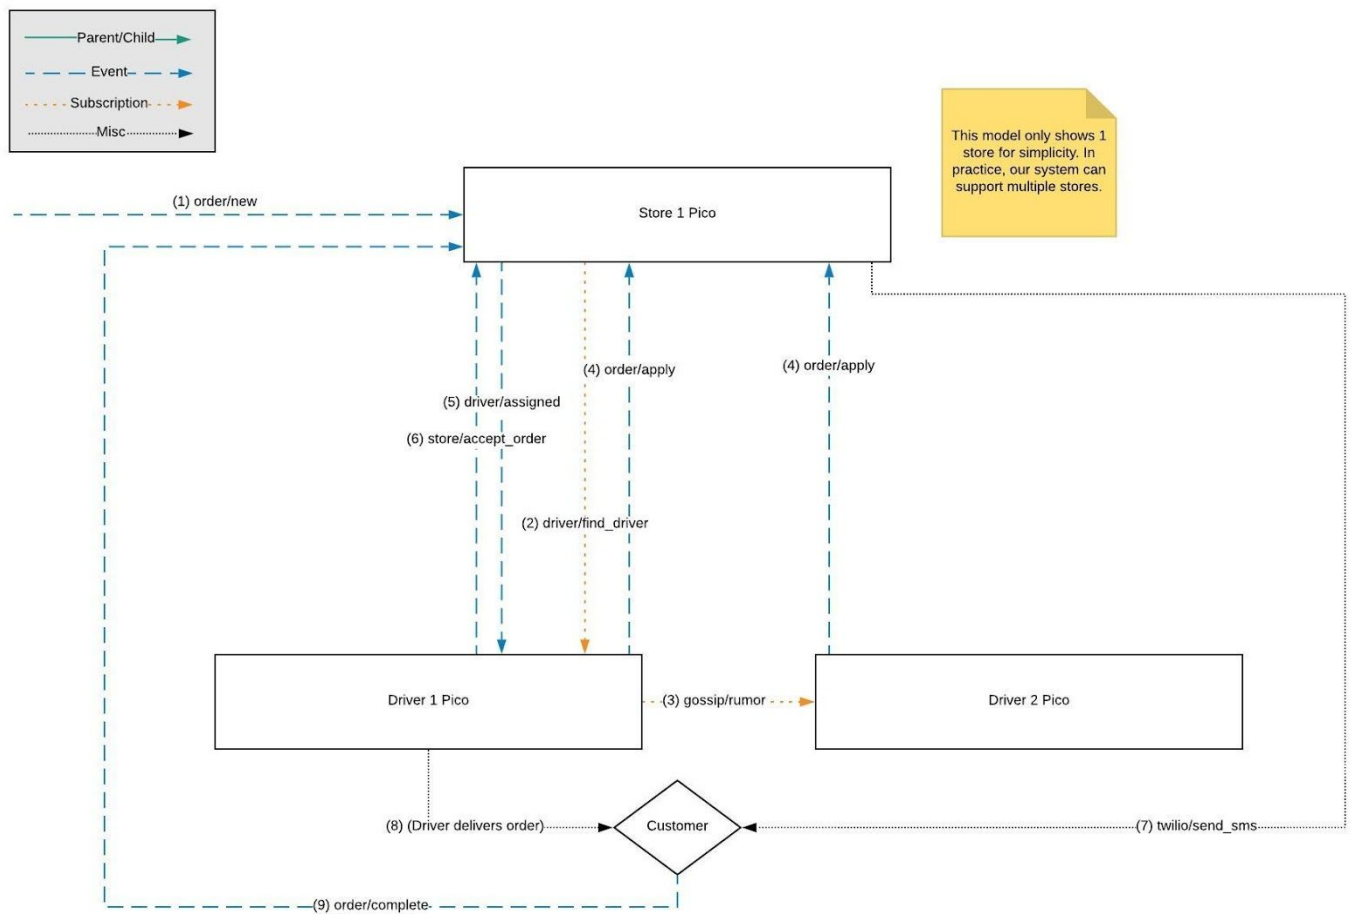 Parent/Child
Event
Subscription
Misc
This model only shows 1
store for simplicity. In
practice, our system can
support multiple stores.
(1) order/new
Store 1 Pico
(4) order/apply
(4) order/apply
(5) driver/assigned
(6) store/accept_order
(2) driver/find_driver
Driver 1 Pico
(3) gossip/rumor
Driver 2 Pico
(8) (Driver delivers order)
Customer
(7) twilio/send_sms
(9) order/complete